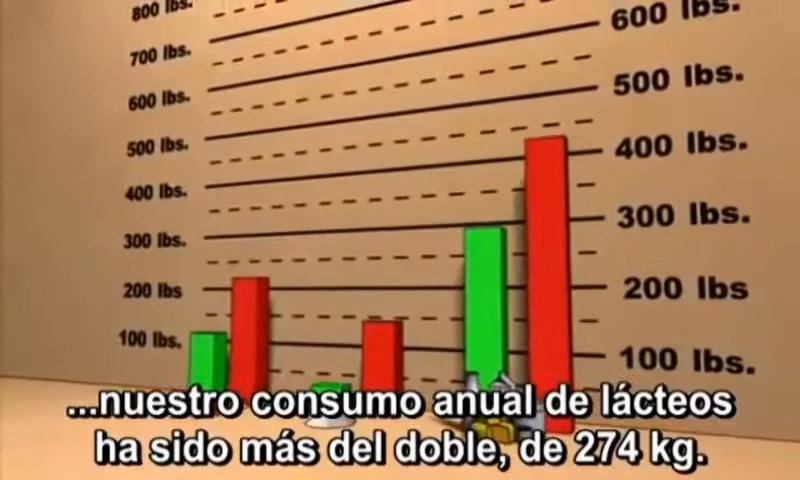 800 lbs.
700 lbs.
600 lbs.
500 lbs.
400 lbs.
300 lbs.
200 lbs
100 lbs.
600 lbs.
500 lbs.
400 lbs.
300 lbs.
200 lbs
100 lbs.
...nuestro consumo anual de lácteos
ha sido más del doble, de 274 kg.